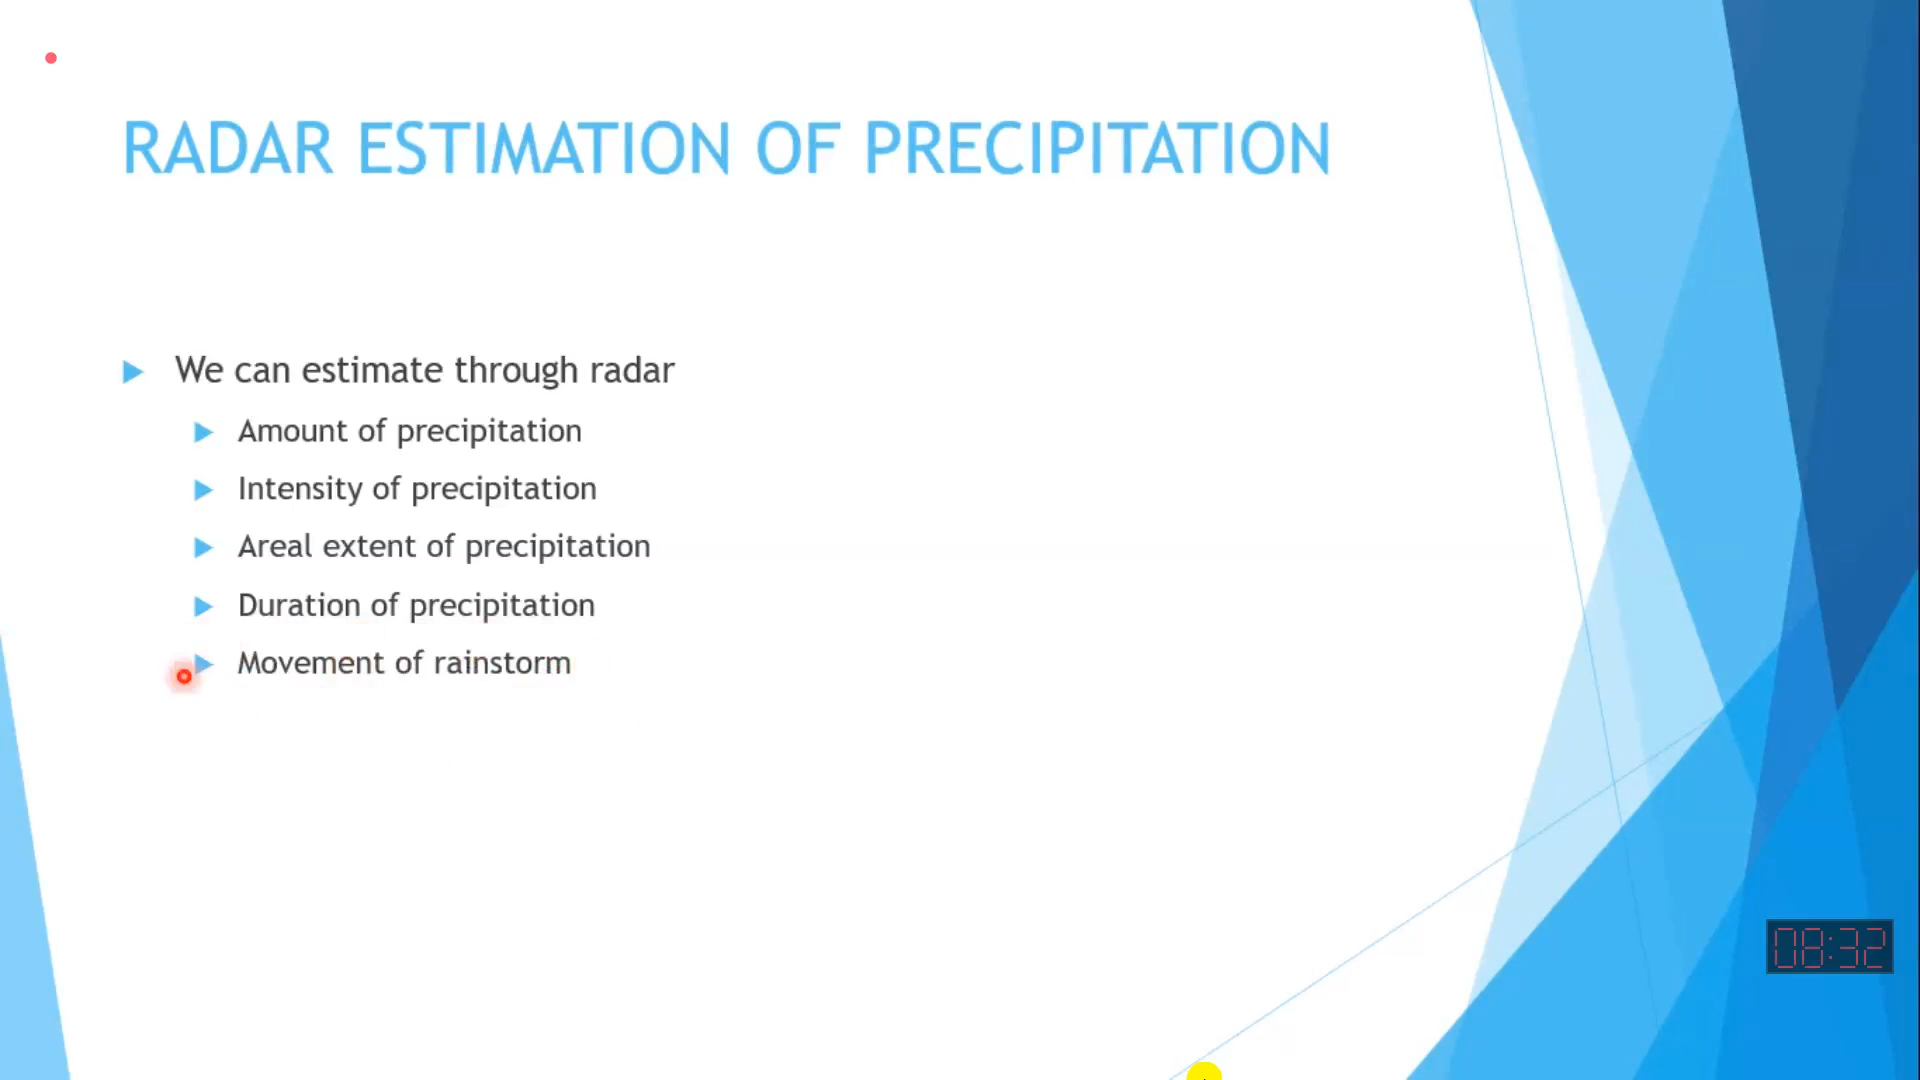 RADAR ESTIMATION OF PRECIPITATION
We can estimate through radar
Amount of precipitation
Intensity of precipitation
Areal extent of precipitation
Duration of precipitation
Movement of rainstorm
08:32